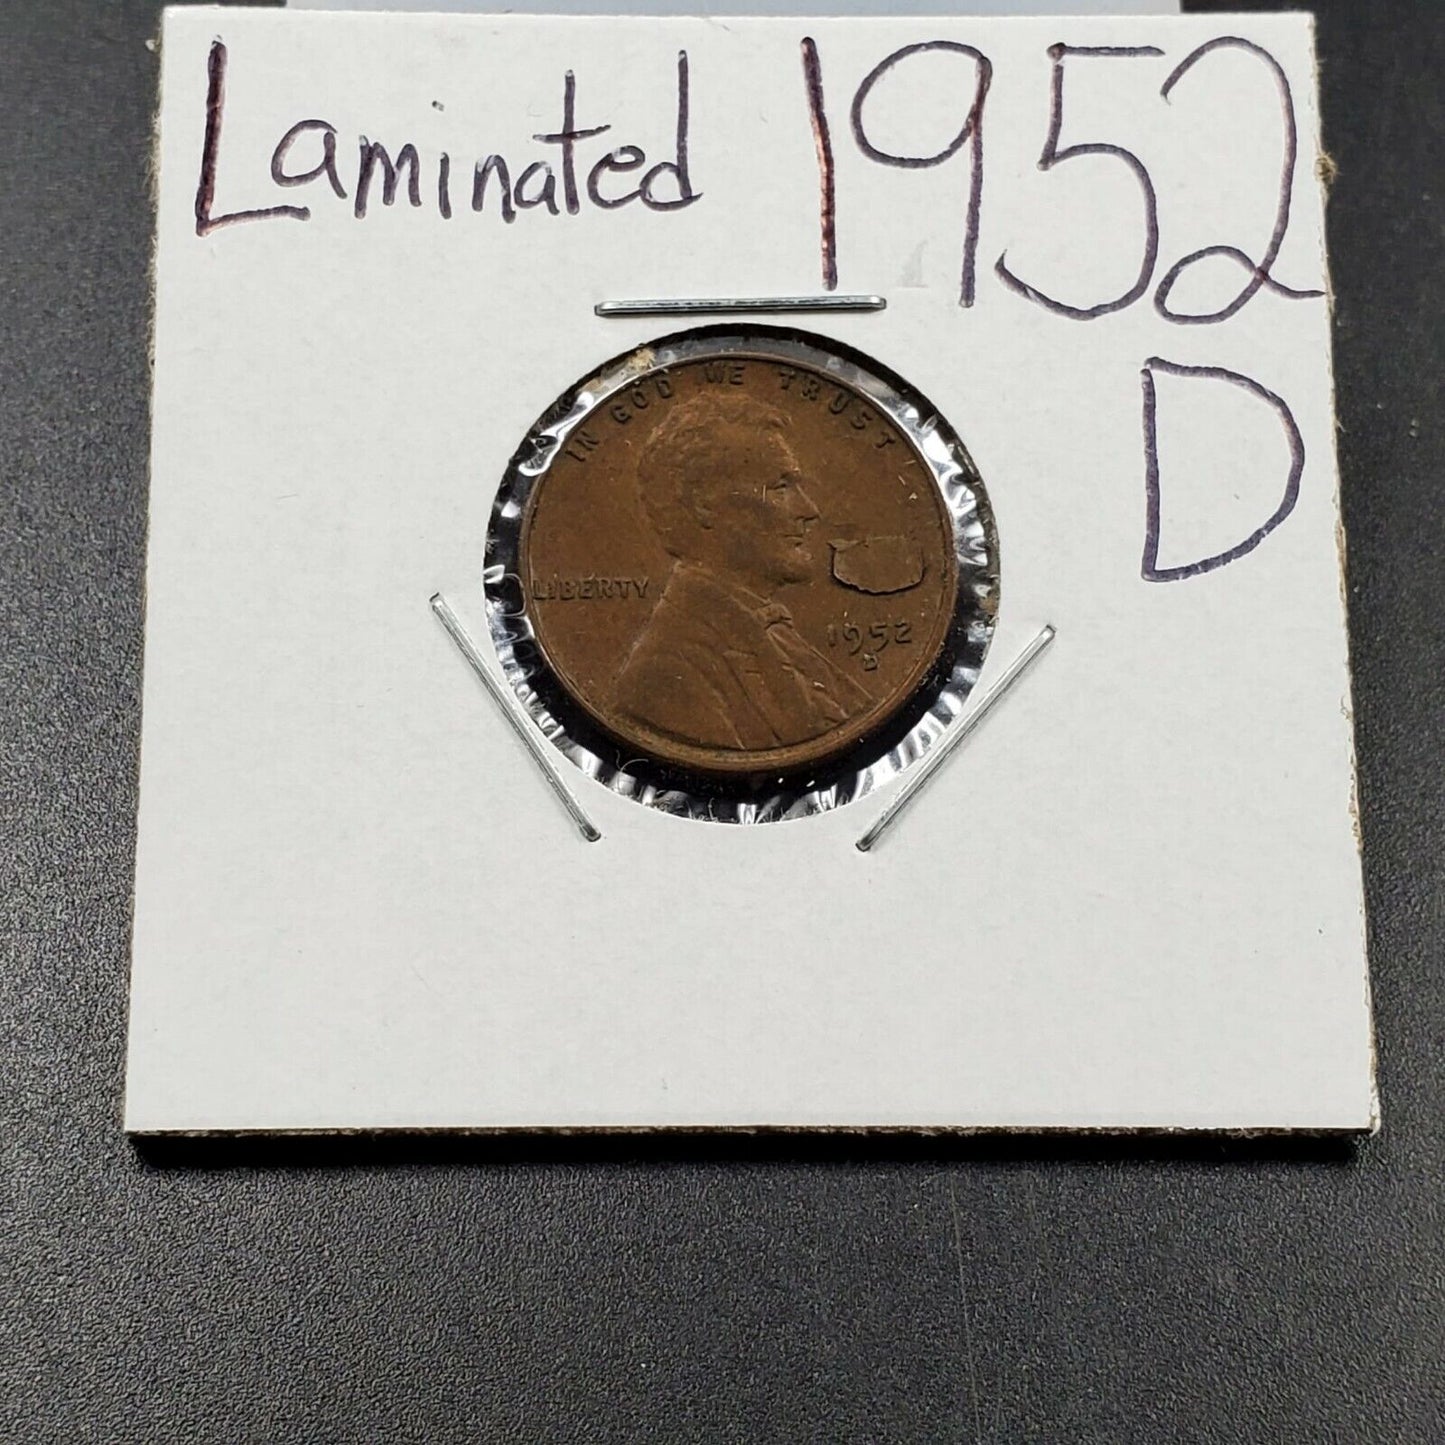 Laminated 1952
D
IN GOD WE TRUST
LIBERTY
1952
D